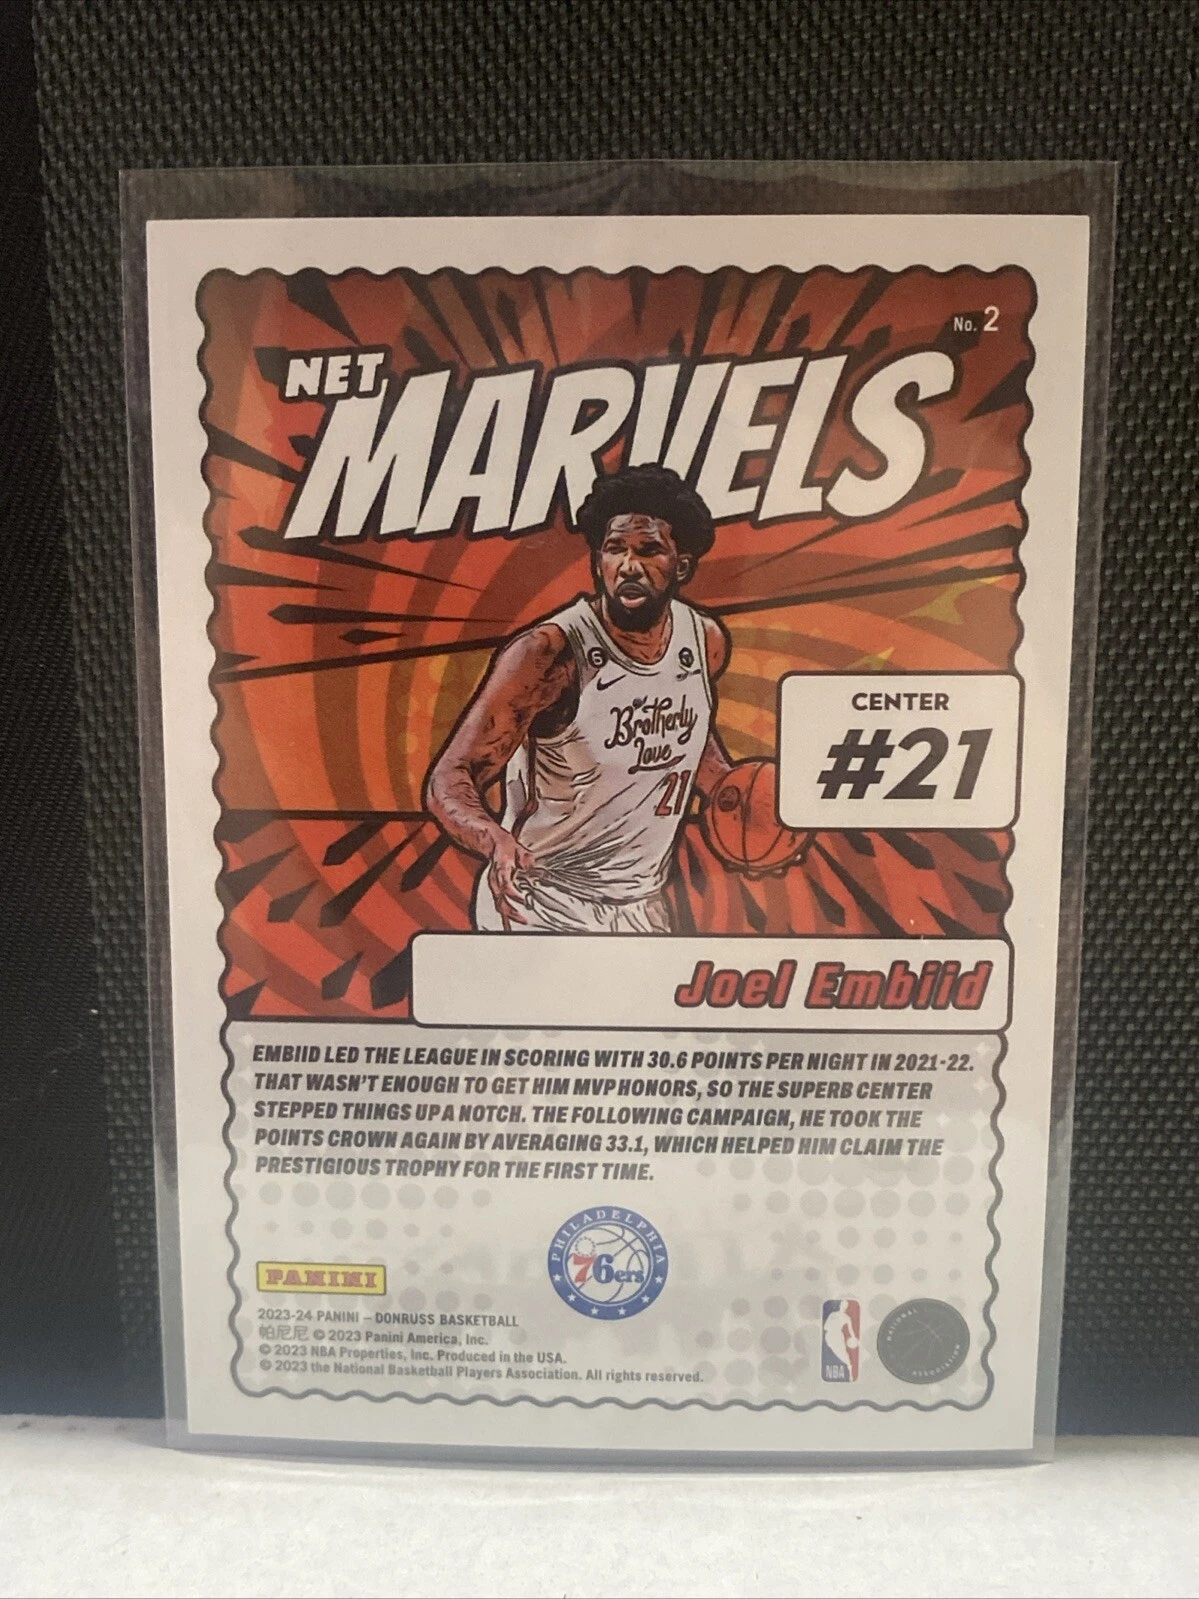 No. 2
NET
MARVELS
6
Brotherly
Love
21
CENTER
#21
Joel Embiid
EMBIID LED THE LEAGUE IN SCORING WITH 30.6 POINTS PER NIGHT IN 2021-22.
THAT WASN'T ENOUGH TO GET HIM MVP HONORS, SO THE SUPERB CENTER
STEPPED THINGS UP A NOTCH. THE FOLLOWING CAMPAIGN, HE TOOK THE
POINTS CROWN AGAIN BY AVERAGING 33.1, WHICH HELPED HIM CLAIM THE
PRESTIGIOUS TROPHY FOR THE FIRST TIME.
PHILADELPHIA
76ers
PANINI
2023-24 PANINI – DONRUSS BASKETBALL
帕尼尼 © 2023 Panini America, Inc.
© 2023 NBA Properties, Inc. Produced in the USA.
© 2023 the National Basketball Players Association. All rights reserved.
NBA
NATIONAL
ASSOCIATION